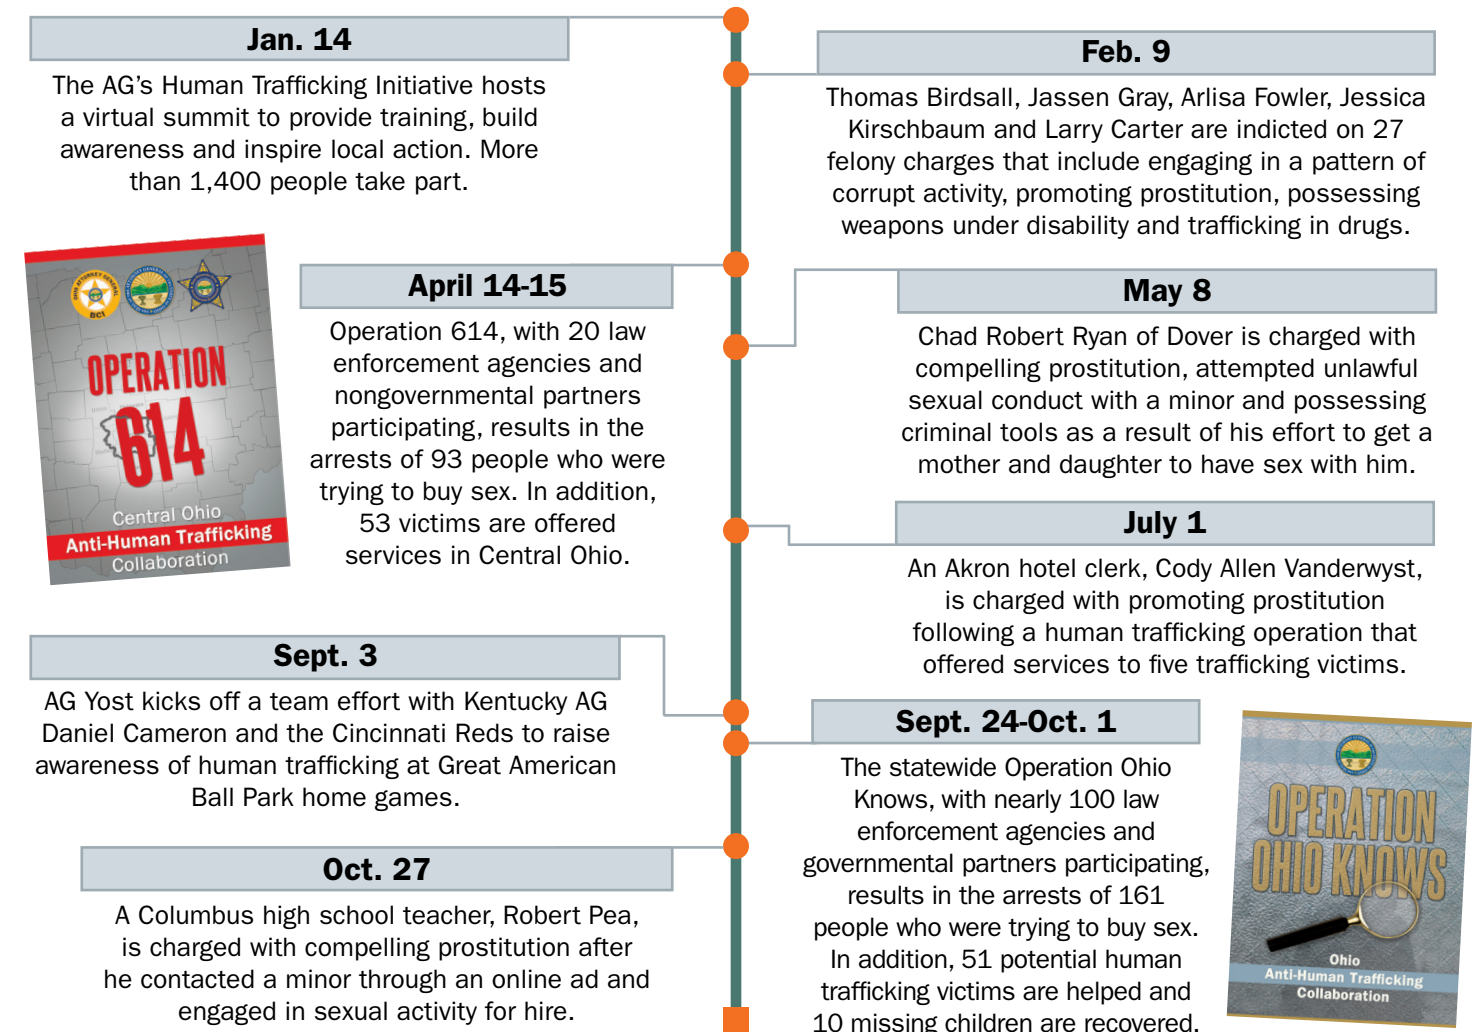 Jan. 14
The AG's Human Trafficking Initiative hosts
a virtual summit to provide training, build
awareness and inspire local action. More
than 1,400 people take part.
Feb. 9
Thomas Birdsall, Jassen Gray, Arlisa Fowler, Jessica
Kirschbaum and Larry Carter are indicted on 27
felony charges that include engaging in a pattern of
corrupt activity, promoting prostitution, possessing
weapons under disability and trafficking in drugs.
OHIO ATTORNEY GENERAL
BCI
OPERATION
614
Central Ohio
Anti-Human Trafficking
Collaboration
April 14-15
Operation 614, with 20 law
enforcement agencies and
nongovernmental partners
participating, results in the
arrests of 93 people who were
trying to buy sex. In addition,
53 victims are offered
services in Central Ohio.
May 8
Chad Robert Ryan of Dover is charged with
compelling prostitution, attempted unlawful
sexual conduct with a minor and possessing
criminal tools as a result of his effort to get a
mother and daughter to have sex with him.
July 1
An Akron hotel clerk, Cody Allen Vanderwyst,
is charged with promoting prostitution
following a human trafficking operation that
offered services to five trafficking victims.
Sept. 3
AG Yost kicks off a team effort with Kentucky AG
Daniel Cameron and the Cincinnati Reds to raise
awareness of human trafficking at Great American
Ball Park home games.
Sept. 24-Oct. 1
The statewide Operation Ohio
Knows, with nearly 100 law
enforcement agencies and
governmental partners participating,
results in the arrests of 161
people who were trying to buy sex.
In addition, 51 potential human
trafficking victims are helped and
10 missing children are recovered.
OPERATION
OHIO KNOWS
Ohio
Anti-Human Trafficking
Collaboration
Oct. 27
A Columbus high school teacher, Robert Pea,
is charged with compelling prostitution after
he contacted a minor through an online ad and
engaged in sexual activity for hire.